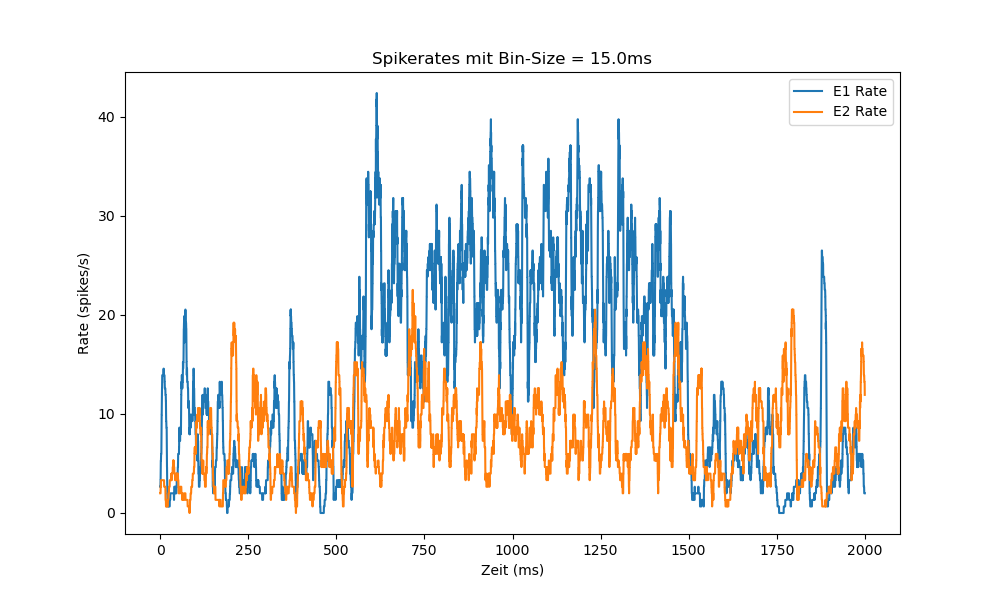 Spikerates mit Bin-Size = 15.0ms
E1 Rate
E2 Rate
40
30
20
10
0
Rate (spikes/s)
0
250
500
750
1000
1250
1500
1750
2000
Zeit (ms)